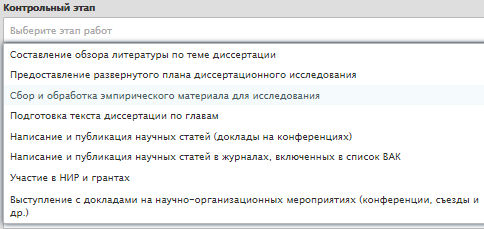 Контрольный этап
Выберите этап работ
Составление обзора литературы по теме диссертации
Предоставление развернутого плана диссертационного исследования
Сбор и обработка эмпирического материала для исследования
Подготовка текста диссертации по главам
Написание и публикация научных статей (доклады на конференциях)
Написание и публикация научных статей в журналах, включенных в список ВАК
Участие в НИР и грантах
Выступление с докладами на научно-организационных мероприятиях (конференции, съезды и
др.)